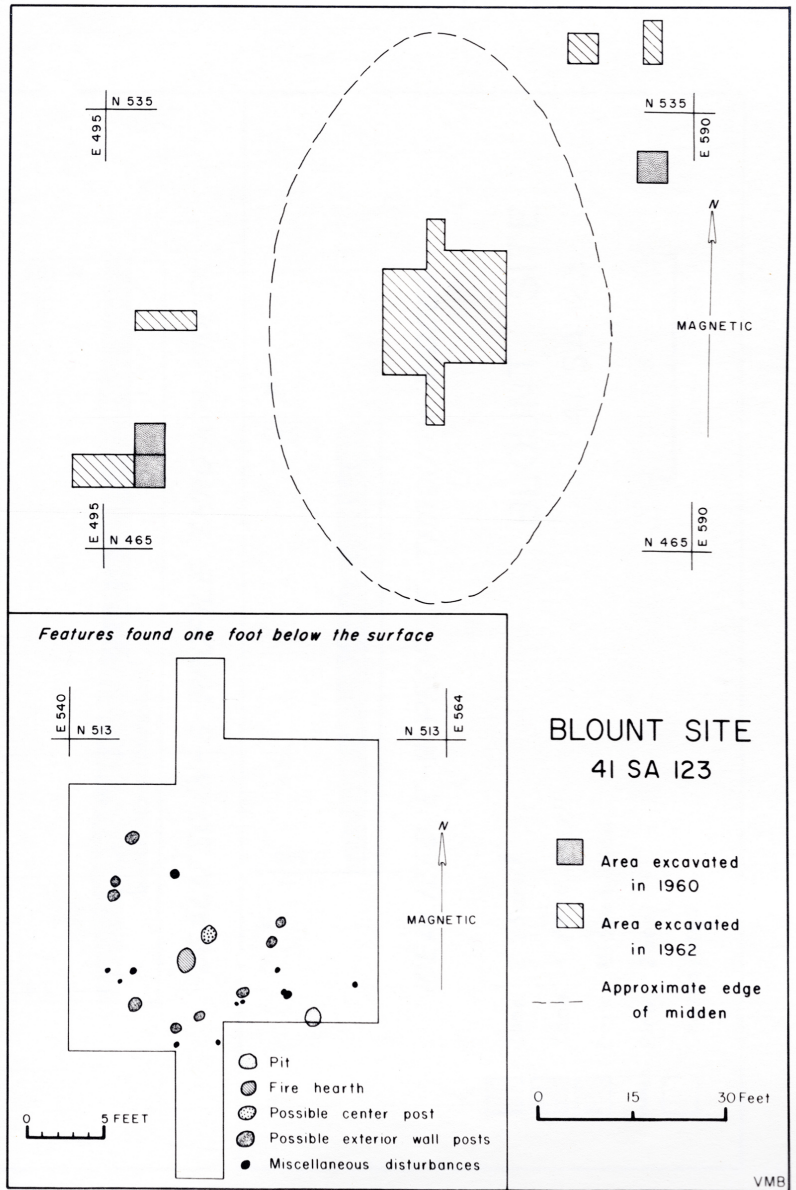 N 535
E 495
N 535
E 590
N
MAGNETIC
E 495
N 465
E 590
N 465
Features found one foot below the surface
E 540
N 513
E 564
N 513
N
MAGNETIC
Pit
Fire hearth
Possible center post
Possible exterior wall posts
Miscellaneous disturbances
0 5 FEET
BLOUNT SITE
41 SA 123
Area excavated
in 1960
Area excavated
in 1962
Approximate edge
of midden
0 15 30 Feet
VMB